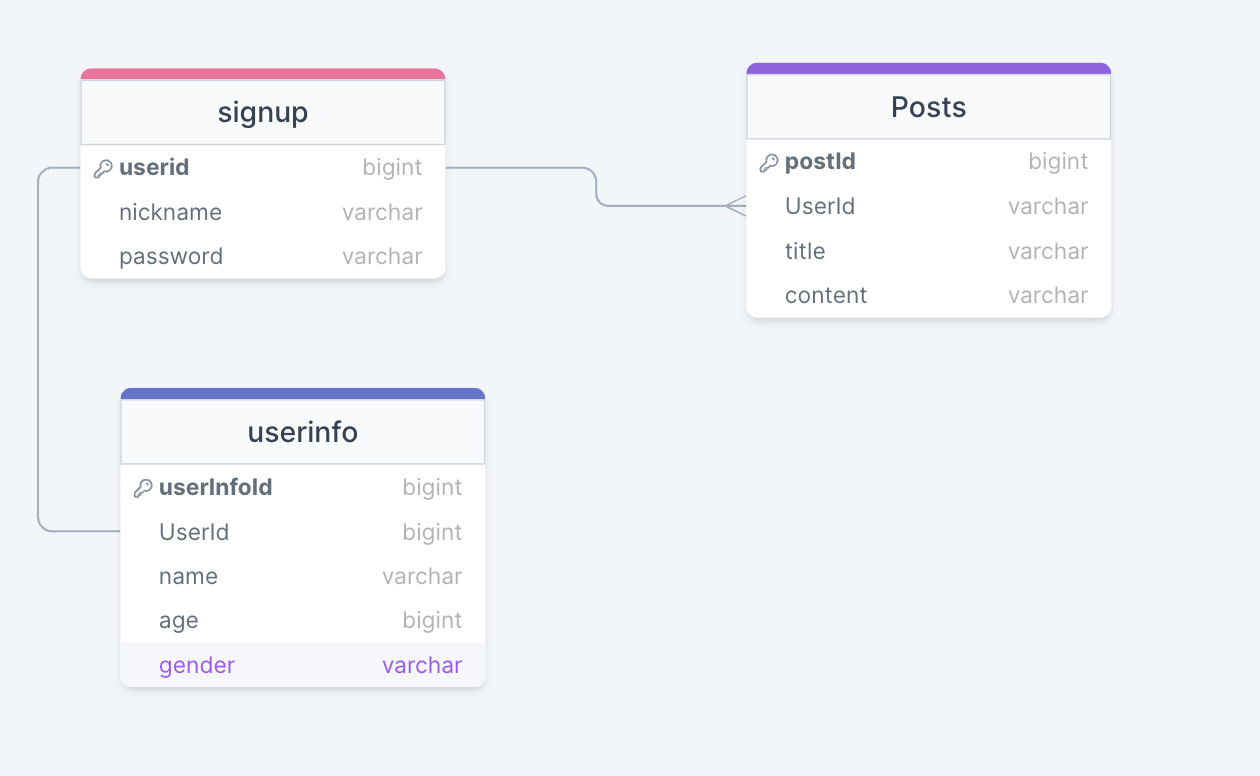 signup
userid bigint
nickname varchar
password varchar
Posts
postId bigint
UserId varchar
title varchar
content varchar
userinfo
userInfoId bigint
UserId bigint
name varchar
age bigint
gender varchar